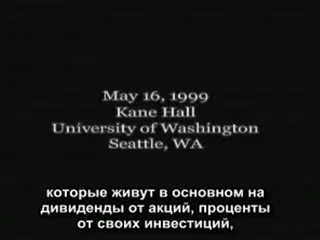 May 16, 1999
Kane Hall
University of Washington
Seattle, WA
которые живут в основном на
дивиденды от акций, проценты
от своих инвестиций,